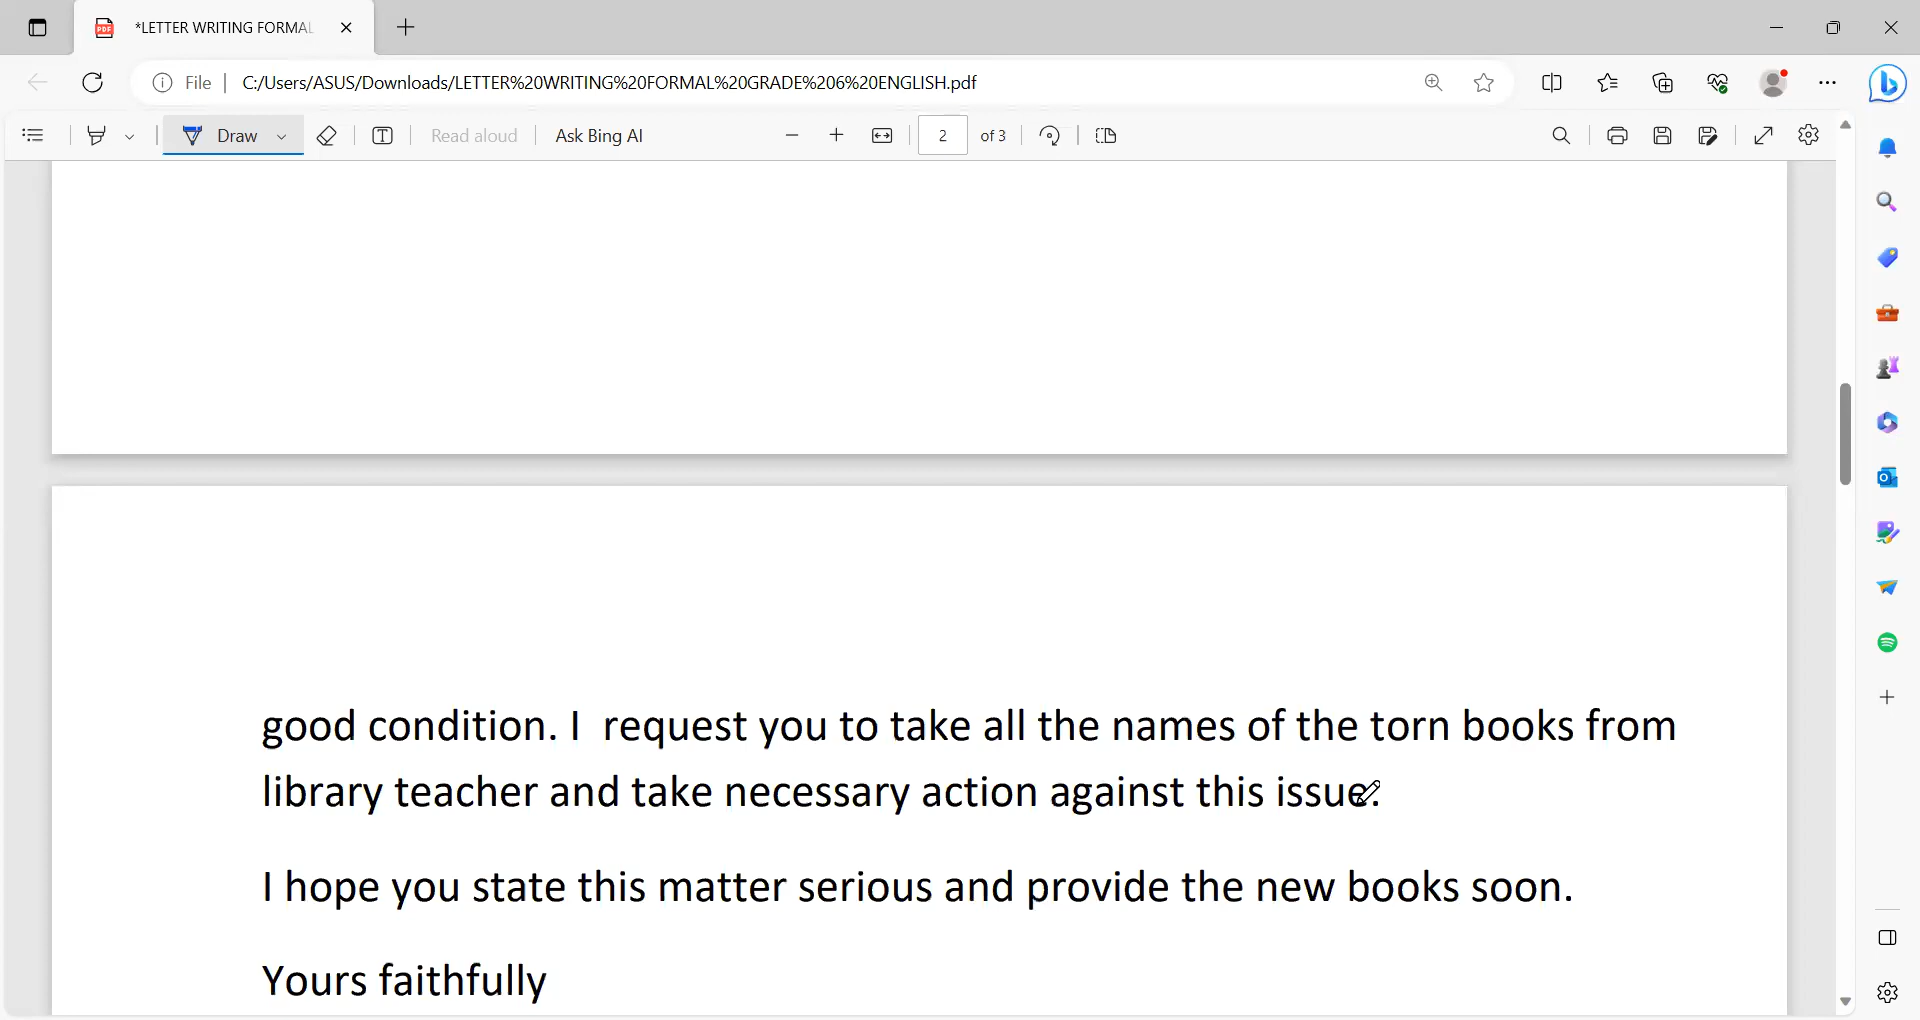 *LETTER WRITING FORMAL
File C:/Users/ASUS/Downloads/LETTER%20WRITING%20FORMAL%20GRADE%206%20ENGLISH.pdf
Draw Read aloud Ask Bing AI 2 of 3
good condition. I request you to take all the names of the torn books from
library teacher and take necessary action against this issue.
I hope you state this matter serious and provide the new books soon.
Yours faithfully